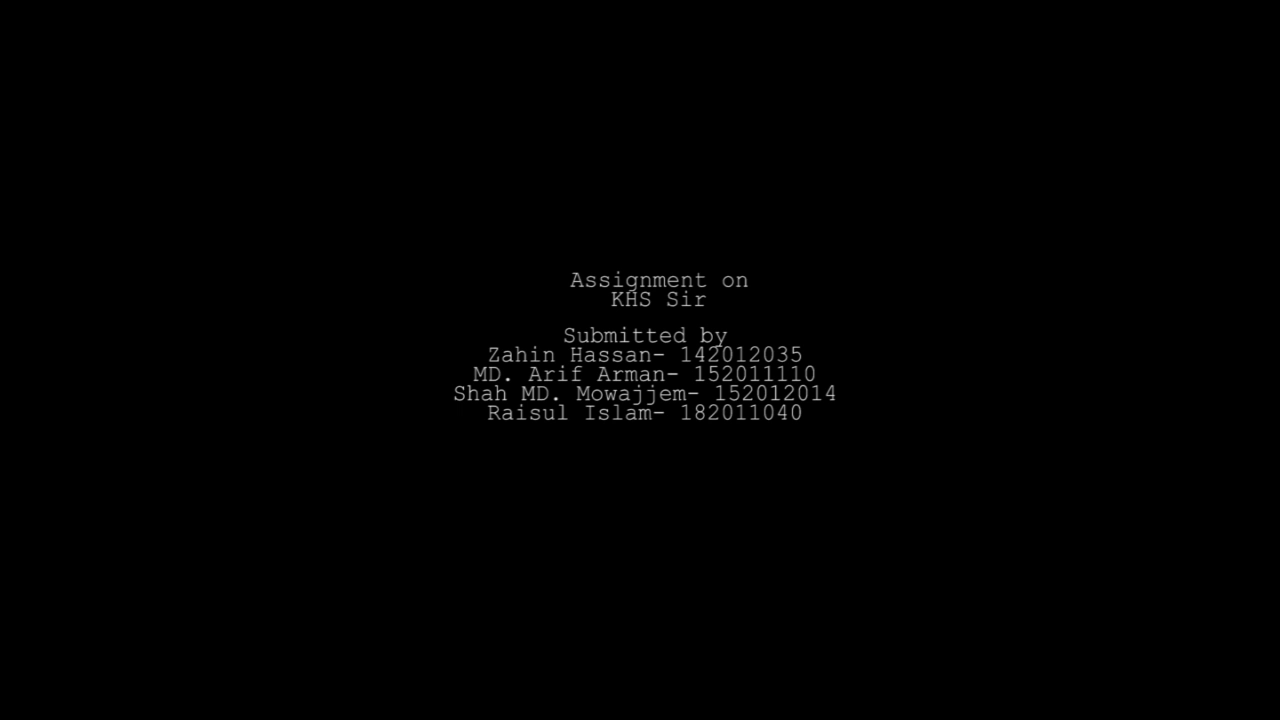 Assignment on
KHS Sir
Submitted by
Zahin Hassan- 142012035
MD. Arif Arman- 152011110
Shah MD. Mowajjem- 152012014
Raisul Islam- 182011040